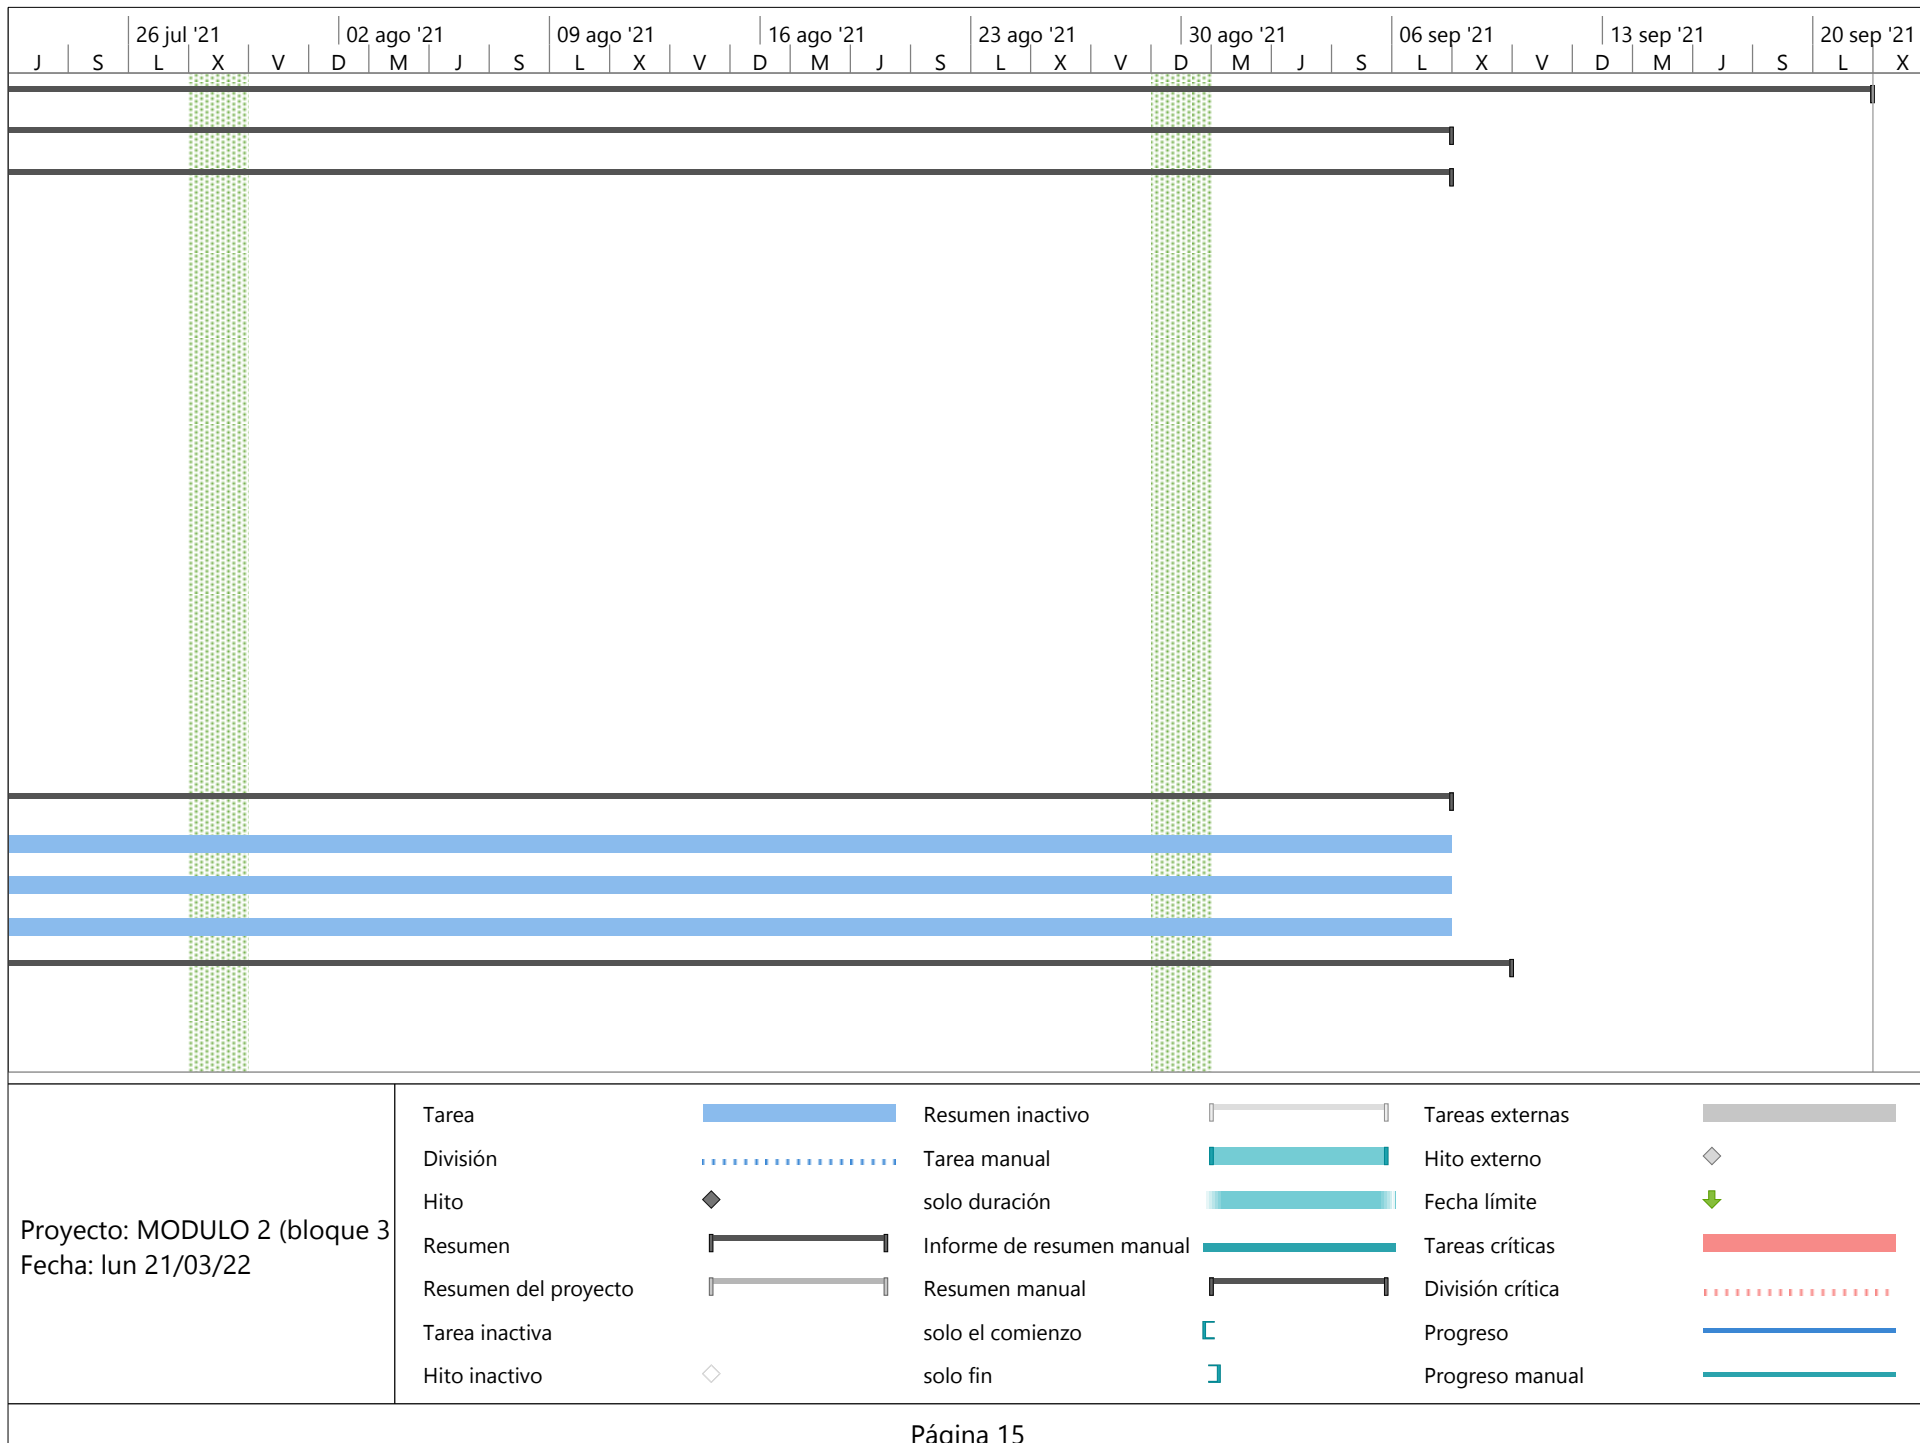 26 jul '21 02 ago '21 09 ago '21 16 ago '21 23 ago '21 30 ago '21 06 sep '21 13 sep '21 20 sep '21
J S L X V D M J S L X V D M J S L X V D M J S L X V D M J S L X
Tarea Resumen inactivo Tareas externas
División Tarea manual Hito externo
Hito solo duración Fecha límite
Proyecto: MODULO 2 (bloque 3
Fecha: lun 21/03/22
Resumen Informe de resumen manual Tareas críticas
Resumen del proyecto Resumen manual División crítica
Tarea inactiva solo el comienzo Progreso
Hito inactivo solo fin Progreso manual
Página 15